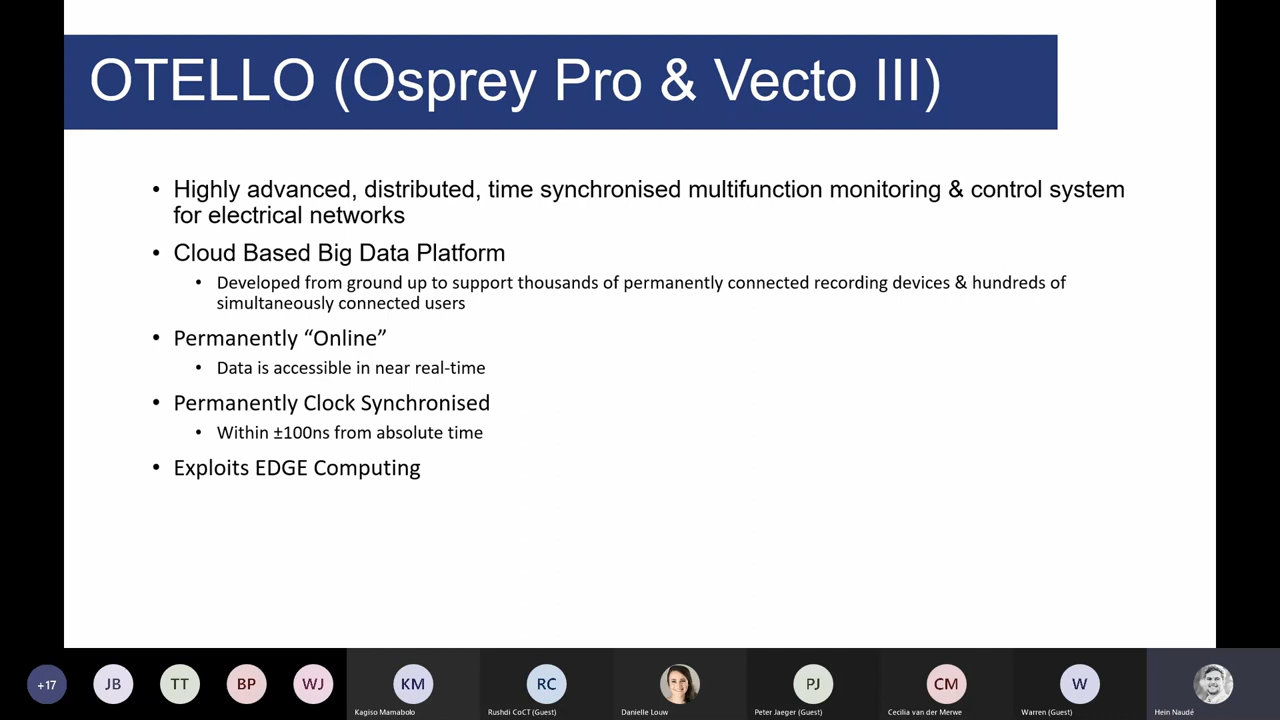 OTELLO (Osprey Pro & Vecto III)
• Highly advanced, distributed, time synchronised multifunction monitoring & control system
for electrical networks
• Cloud Based Big Data Platform
• Developed from ground up to support thousands of permanently connected recording devices & hundreds of
simultaneously connected users
• Permanently “Online”
• Data is accessible in near real-time
• Permanently Clock Synchronised
• Within ±100ns from absolute time
• Exploits EDGE Computing
+17 JB TT BP WJ KM RC PJ CM W
Kagiso Mamabolo Rushdi CoCT (Guest) Danielle Louw Peter Jaeger (Guest) Cecilia van der Merwe Warren (Guest) Hein Naudé